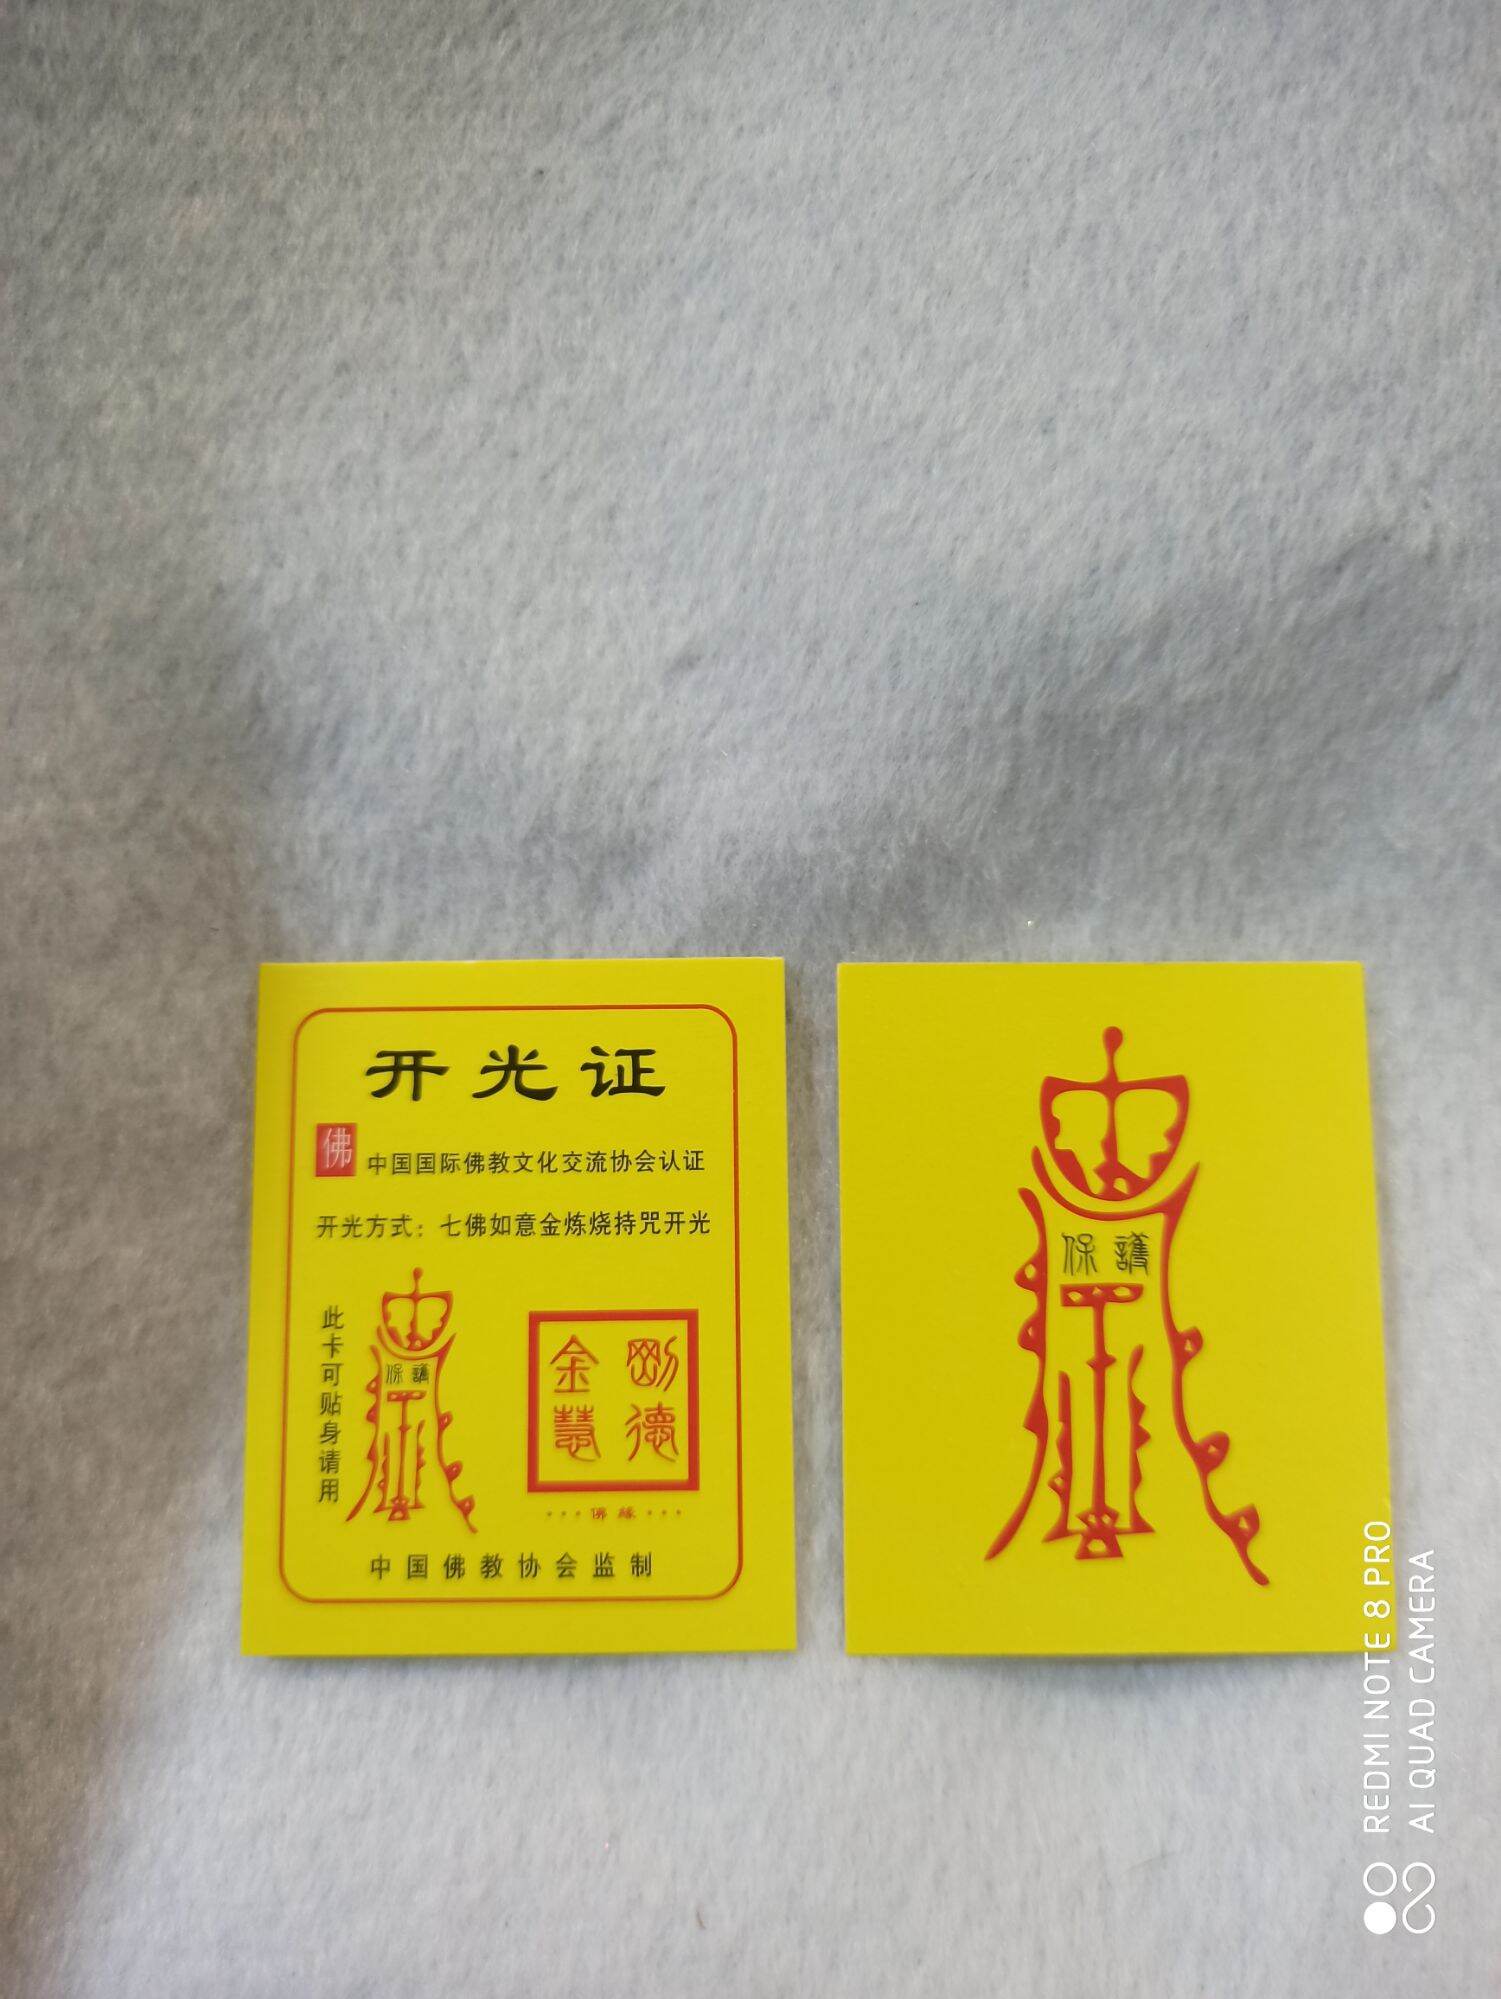 开光证
佛
中国国际佛教文化交流协会认证
开光方式：七佛如意金炼烧持咒开光
此卡可贴身请用
保護
金剛
慧德
佛緣
中国佛教协会监制
保護
REDMI NOTE 8 PRO
AI QUAD CAMERA